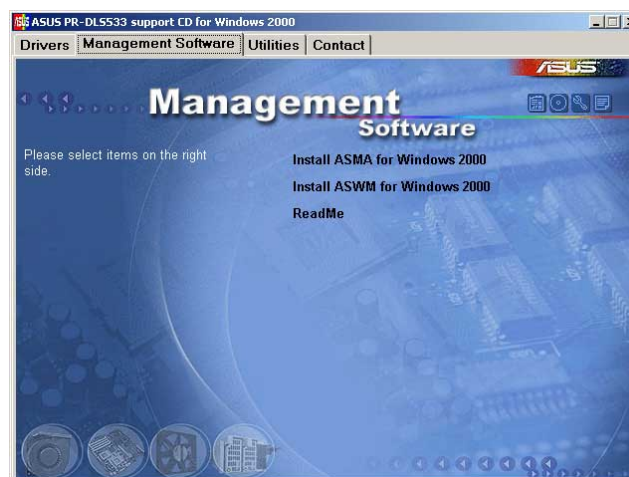 ASUS PR-DLS533 support CD for Windows 2000
Drivers Management Software Utilities Contact
ASUS
Management
Software
Please select items on the right
side.
Install ASMA for Windows 2000
Install ASWM for Windows 2000
ReadMe